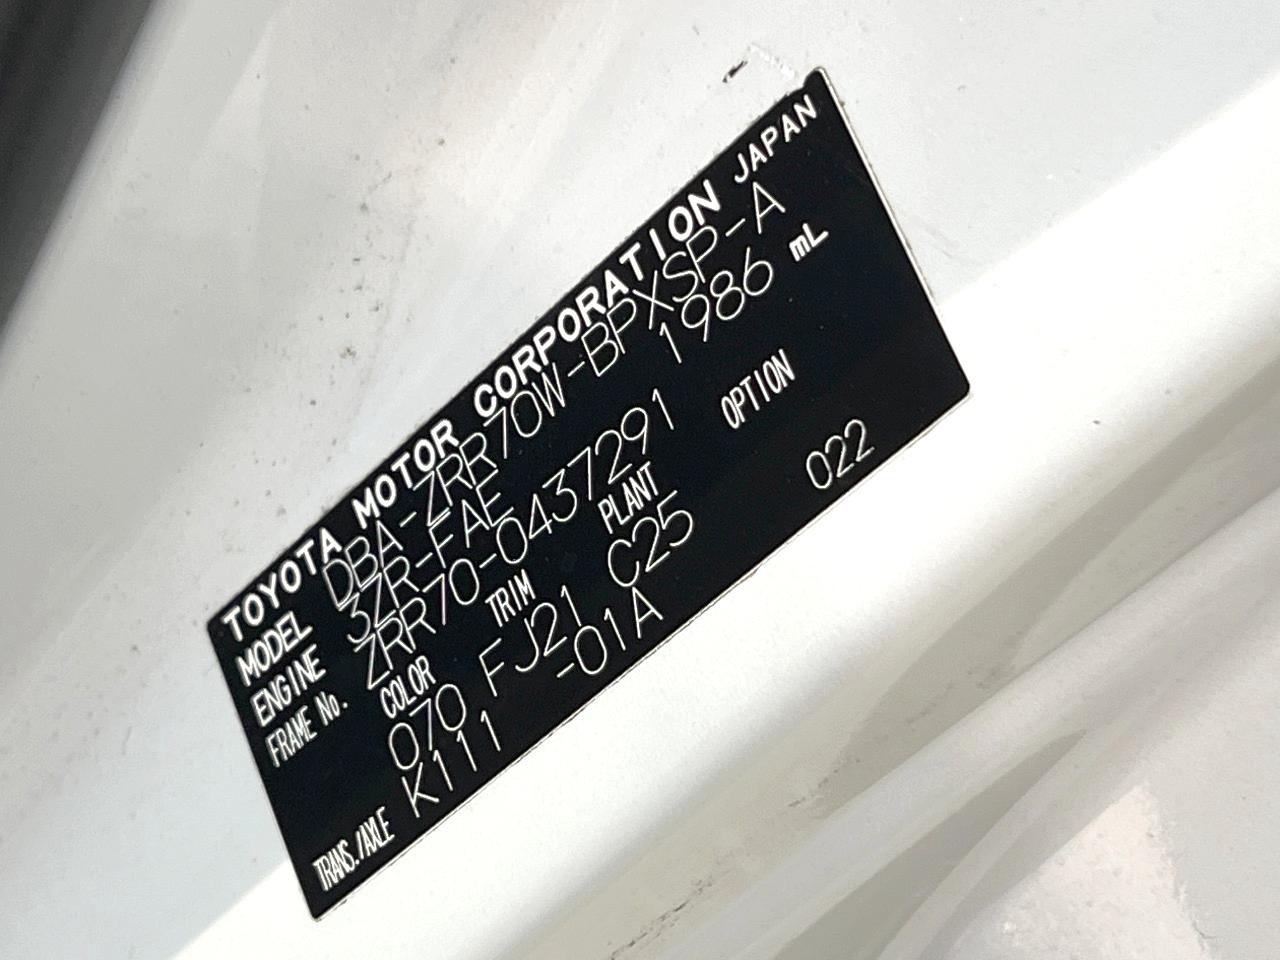 TOYOTA MOTOR CORPORATION JAPAN
MODEL DBA-ZRR70W-BPXSP-A
ENGINE 3ZR-FAE 1986 mL
FRAME No. ZRR70-0437291
COLOR TRIM PLANT OPTION
070 FJ21 C25 022
TRANS./AXLE K111 -01A